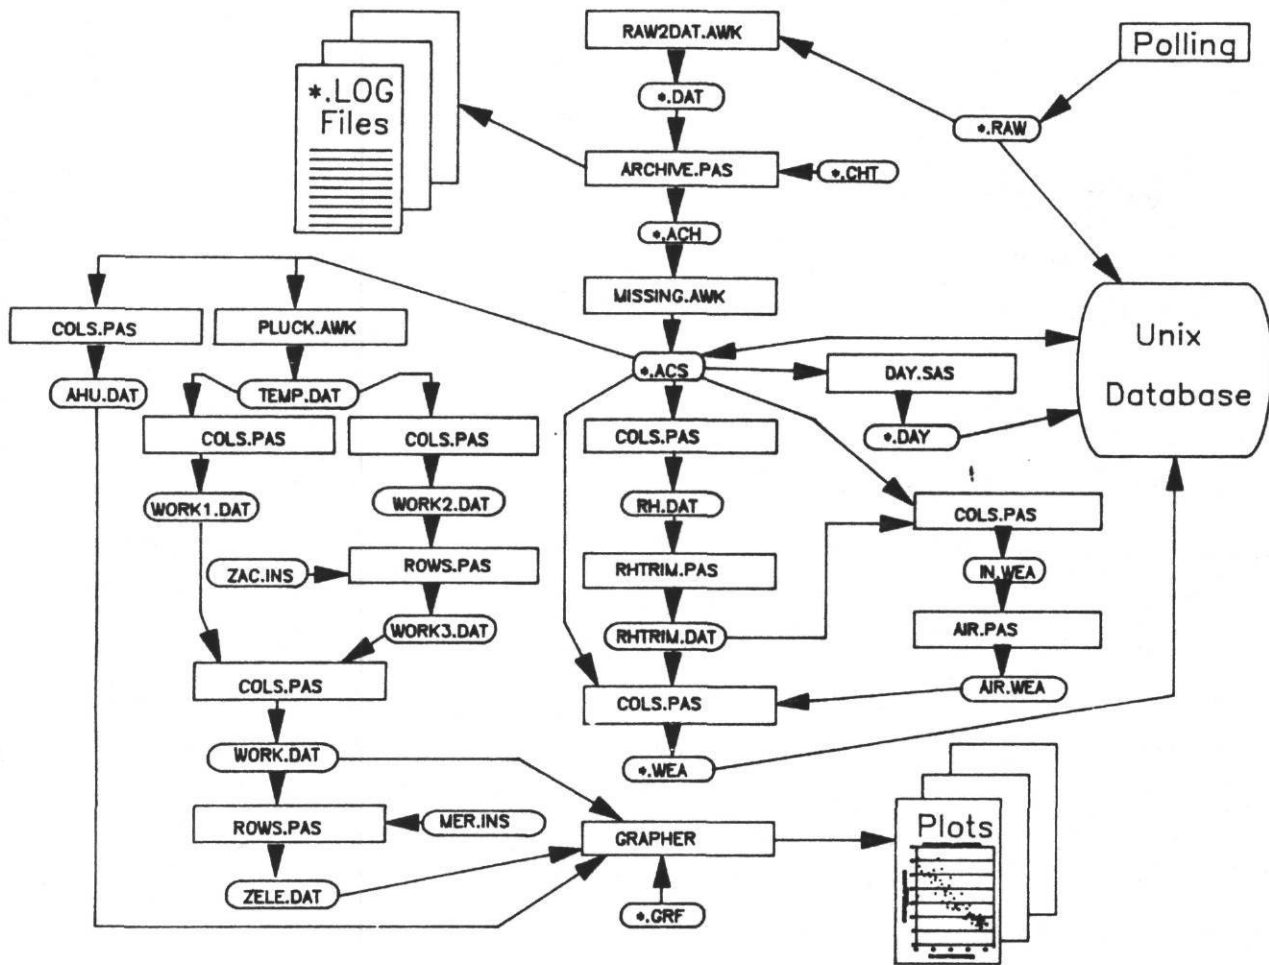 RAW2DAT.AWK
Polling
*.LOG
Files
*.DAT
*.RAW
ARCHIVE.PAS
*.CHT
*.ACH
MISSING.AWK
COLS.PAS
PLUCK.AWK
Unix
Database
*.ACS
DAY.SAS
AHU.DAT
TEMP.DAT
*.DAY
COLS.PAS
COLS.PAS
COLS.PAS
WORK1.DAT
WORK2.DAT
RH.DAT
COLS.PAS
ZAC.INS
ROWS.PAS
RHTRIM.PAS
IN.WEA
WORK3.DAT
RHTRIM.DAT
AIR.PAS
COLS.PAS
COLS.PAS
AIR.WEA
WORK.DAT
*.WEA
ROWS.PAS
MER.INS
GRAPHER
Plots
ZELE.DAT
*.GRF